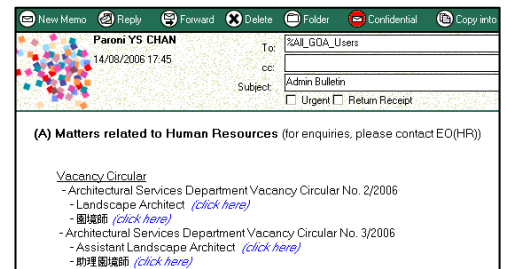 New Memo Reply Forward Delete Folder Confidential Copy into
Paroni YS CHAN
14/08/2006 17:45
To: %All_GOA_Users
cc:
Subject: Admin Bulletin
Urgent Return Receipt
(A) Matters related to Human Resources (for enquiries, please contact EO(HR))
Vacancy Circular
- Architectural Services Department Vacancy Circular No. 2/2006
- Landscape Architect (click here)
- 園境師 (click here)
- Architectural Services Department Vacancy Circular No. 3/2006
- Assistant Landscape Architect (click here)
- 助理園境師 (click here)